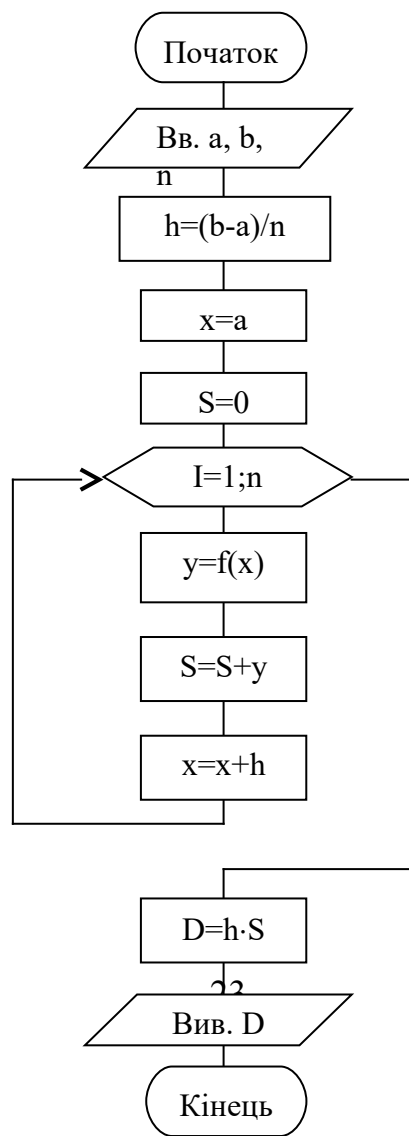 Початок
Вв. a, b,
n
h=(b-a)/n
x=a
S=0
I=1;n
y=f(x)
S=S+y
x=x+h
D=h·S
23
Вив. D
Кінець